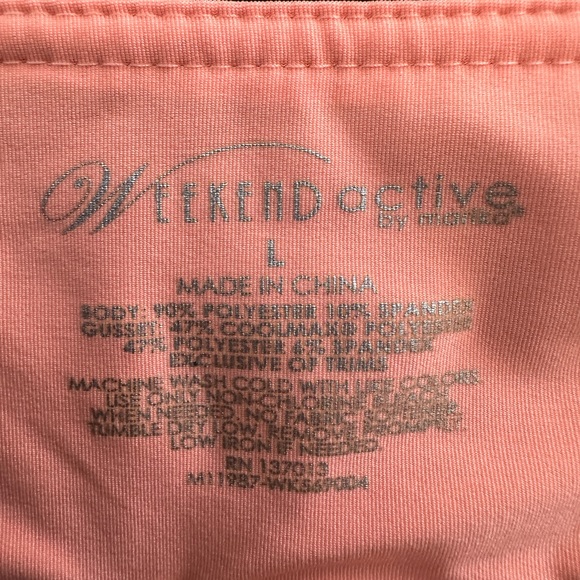 WEEKEND active
by marika®
L
MADE IN CHINA
BODY: 90% POLYESTER 10% SPANDEX
GUSSET: 47% COOLMAX® POLYESTER
47% POLYESTER 6% SPANDEX
EXCLUSIVE OF TRIMS
MACHINE WASH COLD WITH LIKE COLORS.
USE ONLY NON-CHLORINE BLEACH
WHEN NEEDED. NO FABRIC SOFTENER.
TUMBLE DRY LOW. REMOVE PROMPTLY.
LOW IRON IF NEEDED.
RN 137013
M11987-WKS69004